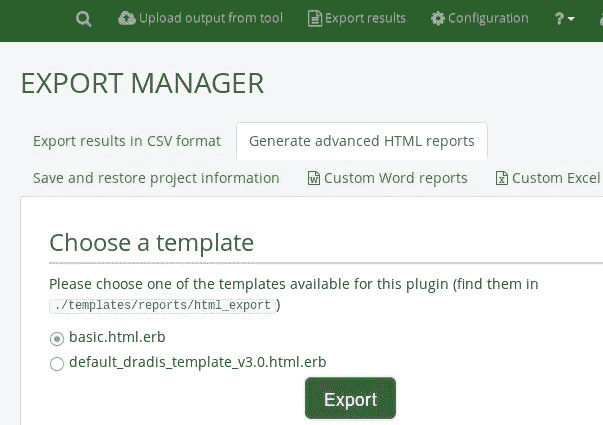 Upload output from tool Export results Configuration ?
EXPORT MANAGER
Export results in CSV format Generate advanced HTML reports
Save and restore project information Custom Word reports Custom Excel
Choose a template
Please choose one of the templates available for this plugin (find them in
./templates/reports/html_export)
basic.html.erb
default_dradis_template_v3.0.html.erb
Export